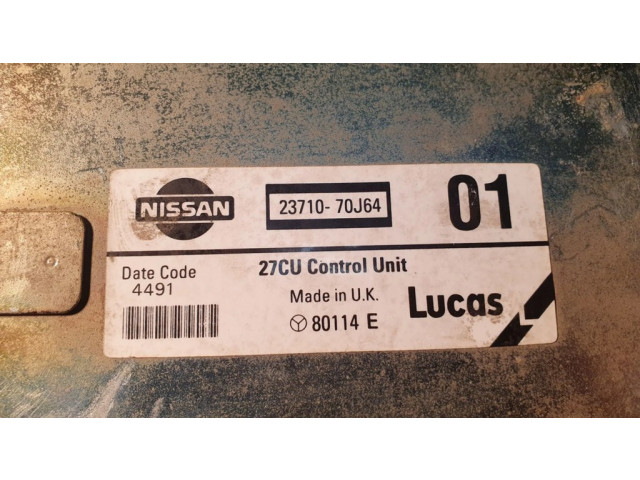 NISSAN
23710- 70J64
01
Date Code
4491
27CU Control Unit
Made in U.K.
80114 E
Lucas